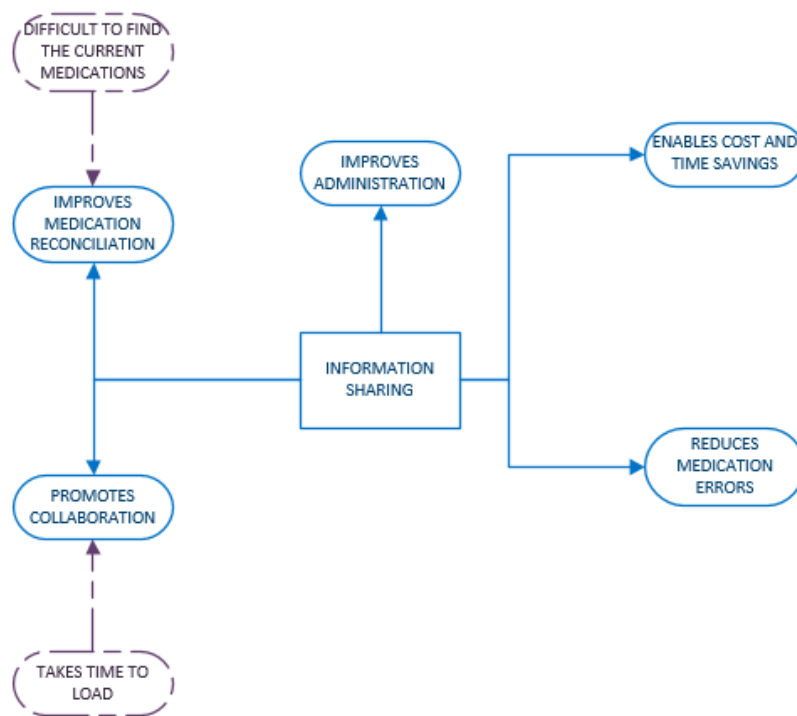 DIFFICULT TO FIND
THE CURRENT
MEDICATIONS
IMPROVES
MEDICATION
RECONCILIATION
IMPROVES
ADMINISTRATION
ENABLES COST AND
TIME SAVINGS
INFORMATION
SHARING
PROMOTES
COLLABORATION
REDUCES
MEDICATION
ERRORS
TAKES TIME TO
LOAD